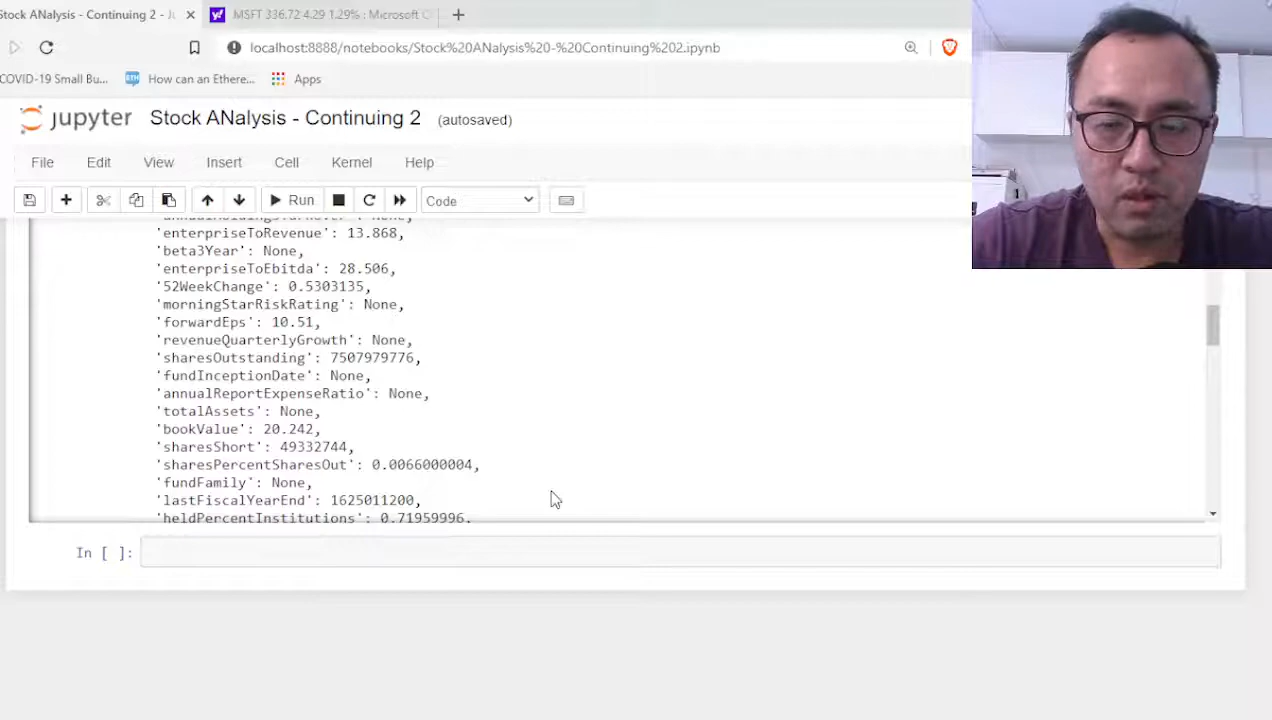 Stock ANalysis - Continuing 2 - Ju
MSFT 336.72 4.29 1.29% : Microsoft C
localhost:8888/notebooks/Stock%20ANalysis%20-%20Continuing%202.ipynb
COVID-19 Small Bu...
ETH
How can an Ethere...
Apps
jupyter Stock ANalysis - Continuing 2 (autosaved)
File Edit View Insert Cell Kernel Help
Run
Code
'enterpriseToRevenue': 13.868,
'beta3Year': None,
'enterpriseToEbitda': 28.506,
'52WeekChange': 0.5303135,
'morningStarRiskRating': None,
'forwardEps': 10.51,
'revenueQuarterlyGrowth': None,
'sharesOutstanding': 7507979776,
'fundInceptionDate': None,
'annualReportExpenseRatio': None,
'totalAssets': None,
'bookValue': 20.242,
'sharesShort': 49332744,
'sharesPercentSharesOut': 0.0066000004,
'fundFamily': None,
'lastFiscalYearEnd': 1625011200,
'heldPercentInstitutions': 0.71959996,
In [ ]: